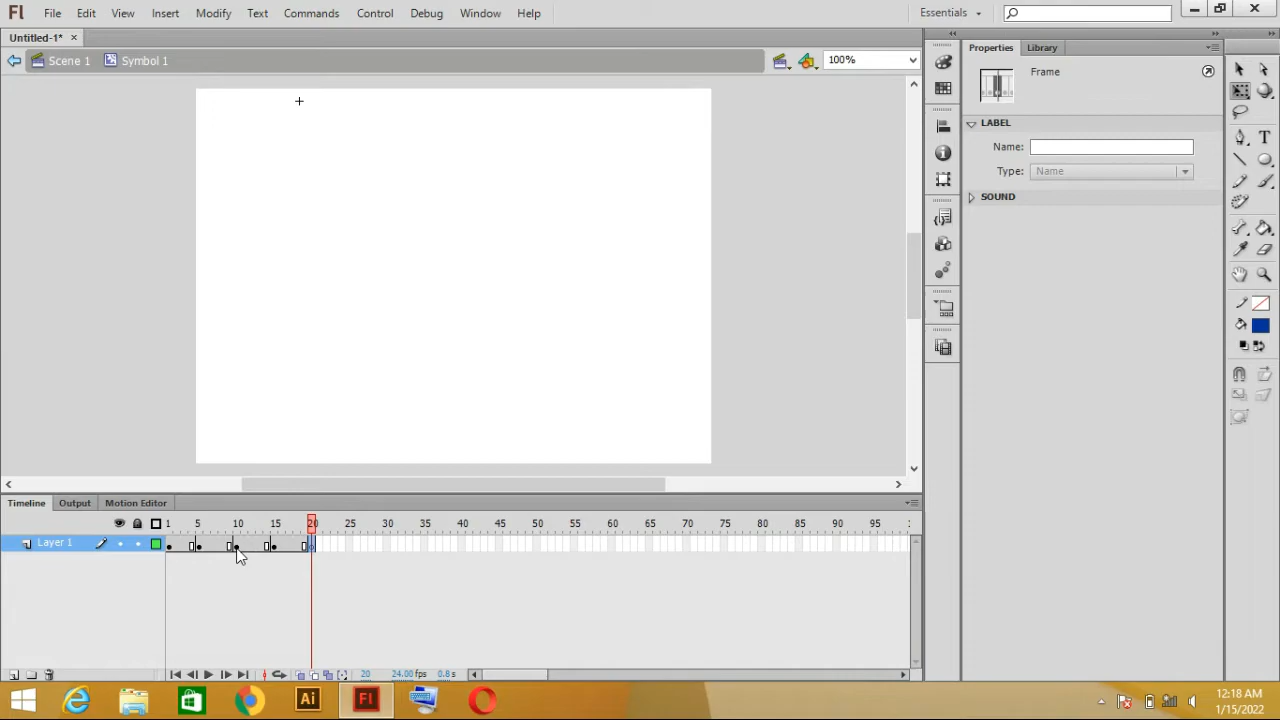 Fl File Edit View Insert Modify Text Commands Control Debug Window Help Essentials
Untitled-1* ×
Scene 1 Symbol 1 100%
Properties Library
Frame
LABEL
Name:
Type: Name
SOUND
Timeline Output Motion Editor
1 5 10 15 20 25 30 35 40 45 50 55 60 65 70 75 80 85 90 95 1
Layer 1
20 24.00 fps 0.8 s
Ai Fl
12:18 AM
1/15/2022